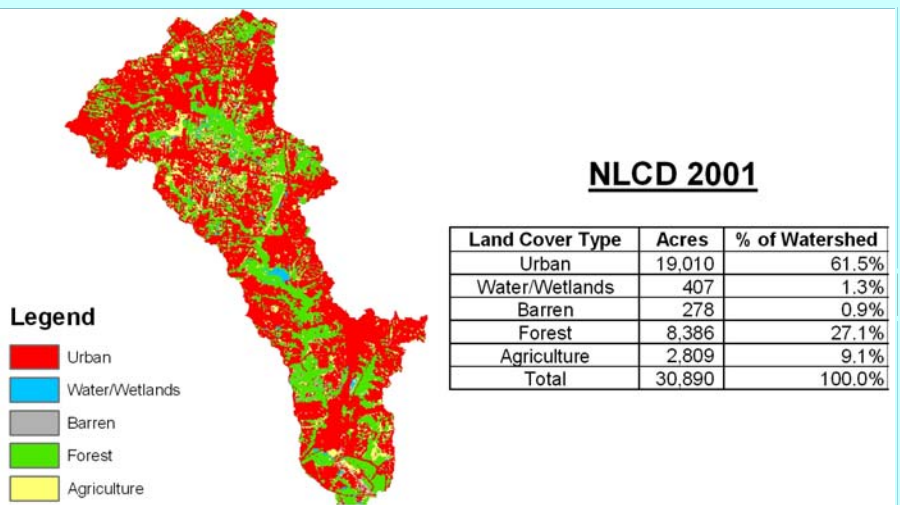 NLCD 2001
Land Cover Type Acres % of Watershed
Urban 19,010 61.5%
Water/Wetlands 407 1.3%
Barren 278 0.9%
Forest 8,386 27.1%
Agriculture 2,809 9.1%
Total 30,890 100.0%
Legend
Urban
Water/Wetlands
Barren
Forest
Agriculture